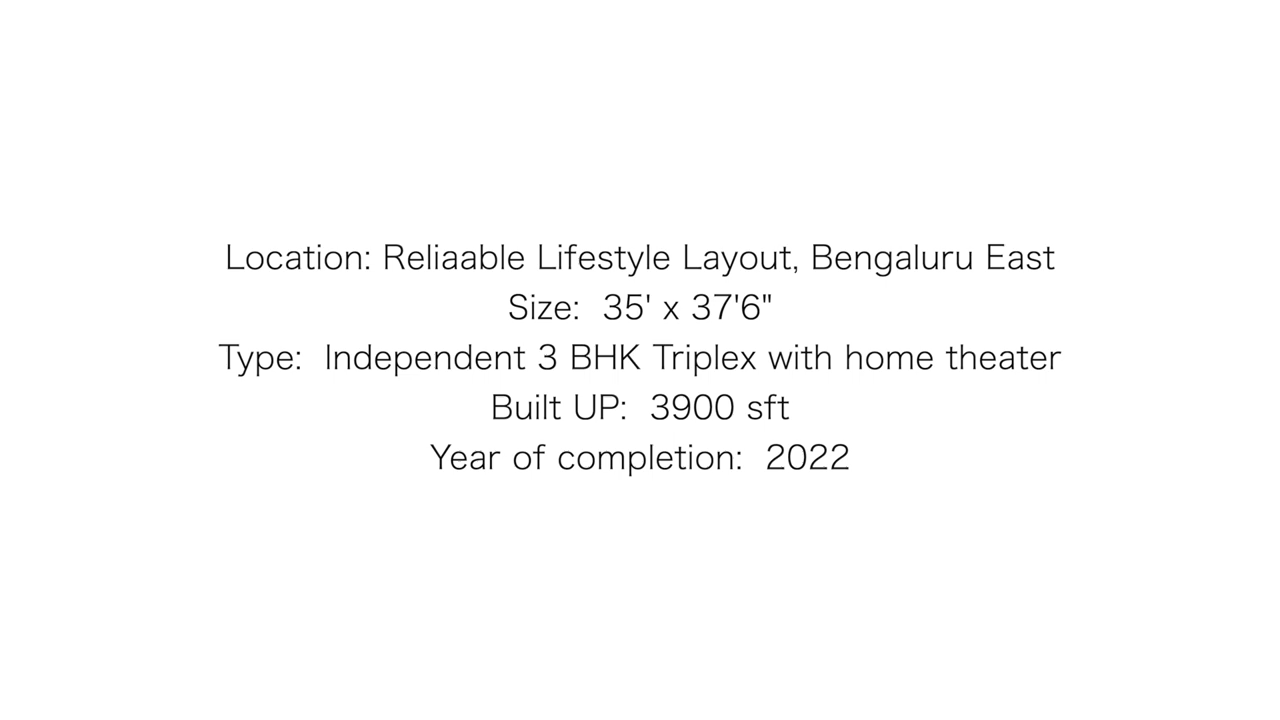 Location: Reliaable Lifestyle Layout, Bengaluru East
Size:  35' x 37'6"
Type:  Independent 3 BHK Triplex with home theater
Built UP:  3900 sft
Year of completion:  2022